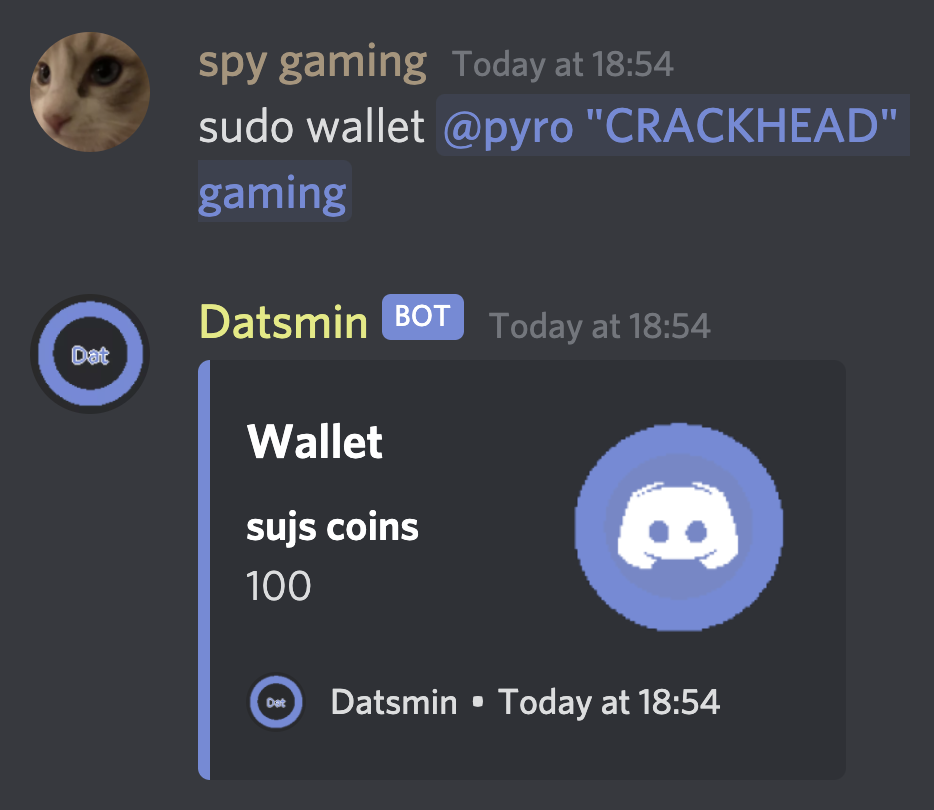 spy gaming Today at 18:54
sudo wallet @pyro "CRACKHEAD"
gaming
Datsmin BOT Today at 18:54
Dat
Wallet
sujs coins
100
Dat Datsmin • Today at 18:54